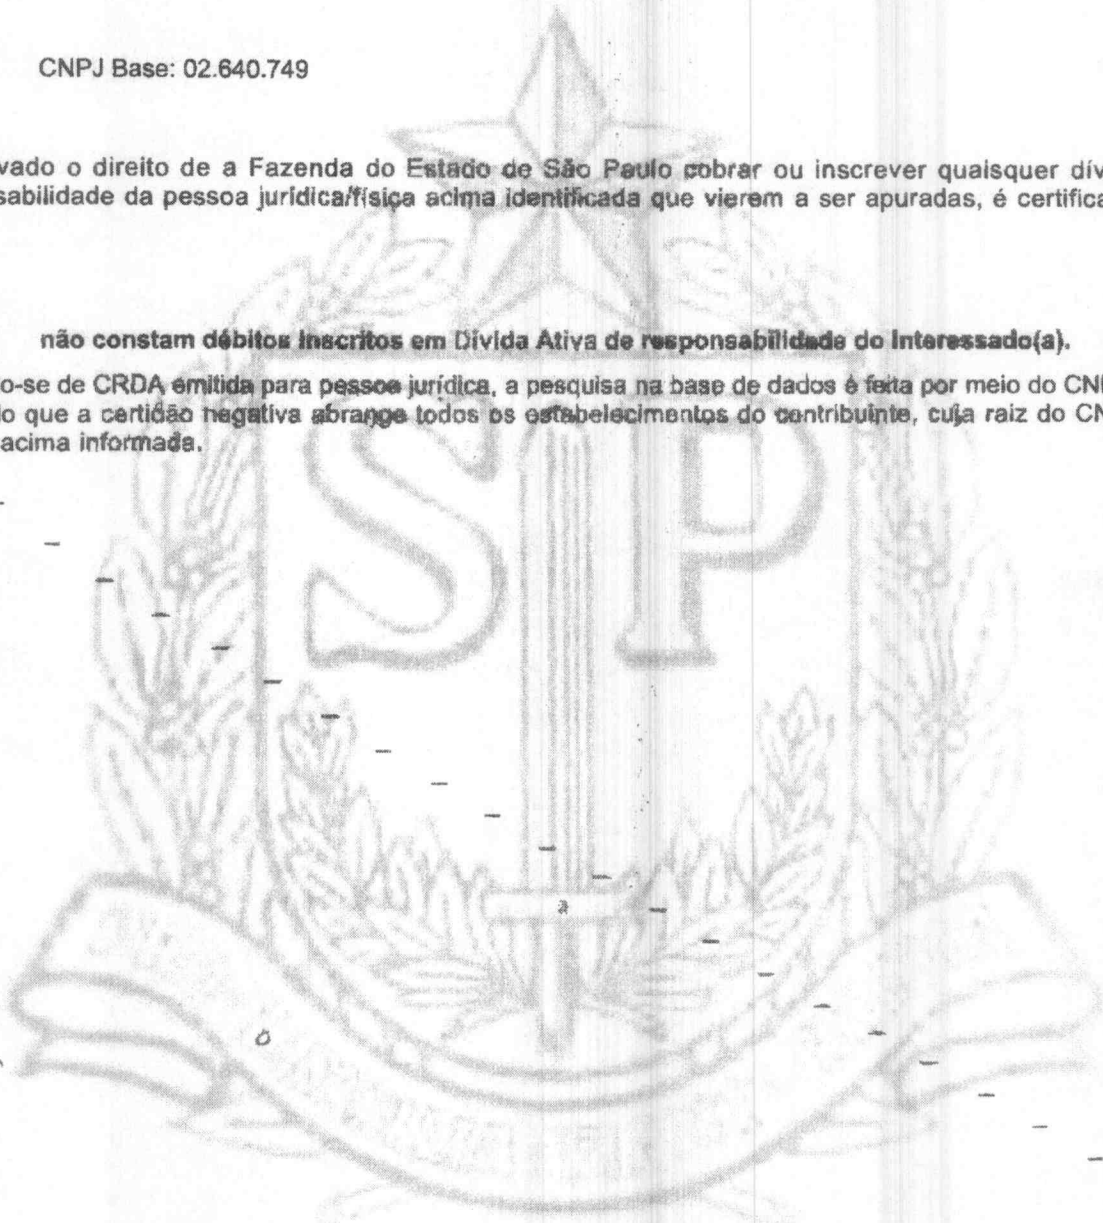 CNPJ Base: 02.640.749
vado o direito de a Fazenda do Estado de São Paulo cobrar ou inscrever quaisquer dív
sabilidade da pessoa jurídica/física acima identificada que vierem a ser apuradas, é certifica
não constam débitos inscritos em Dívida Ativa de responsabilidade do Interessado(a).
o-se de CRDA emitida para pessoa jurídica, a pesquisa na base de dados é feita por meio do CN
do que a certidão negativa abrange todos os estabelecimentos do contribuinte, cuja raiz do CN
acima informada.
SP